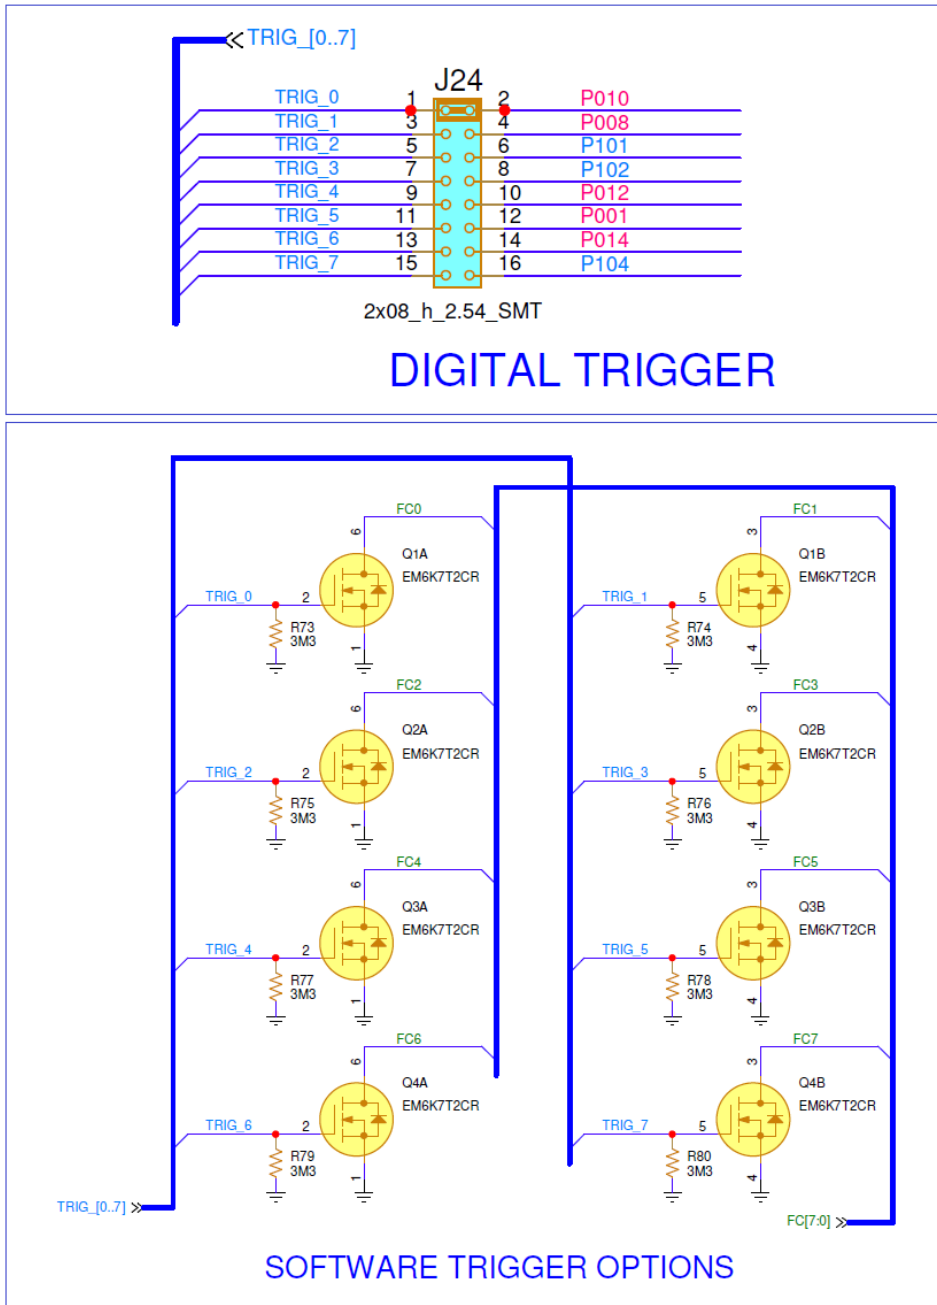 TRIG_[0..7]
J24
TRIG_0 1 2 P010
TRIG_1 3 4 P008
TRIG_2 5 6 P101
TRIG_3 7 8 P102
TRIG_4 9 10 P012
TRIG_5 11 12 P001
TRIG_6 13 14 P014
TRIG_7 15 16 P104
2x08_h_2.54_SMT
DIGITAL TRIGGER
FC0 FC1
6 3
Q1A Q1B
EM6K7T2CR EM6K7T2CR
TRIG_0 2 TRIG_1 5
R73 R74
3M3 3M3
1 4
FC2 FC3
6 3
Q2A Q2B
EM6K7T2CR EM6K7T2CR
TRIG_2 2 TRIG_3 5
R75 R76
3M3 3M3
1 4
FC4 FC5
6 3
Q3A Q3B
EM6K7T2CR EM6K7T2CR
TRIG_4 2 TRIG_5 5
R77 R78
3M3 3M3
1 4
FC6 FC7
6 3
Q4A Q4B
EM6K7T2CR EM6K7T2CR
TRIG_6 2 TRIG_7 5
R79 R80
3M3 3M3
1 4
TRIG_[0..7] FC[7:0]
SOFTWARE TRIGGER OPTIONS